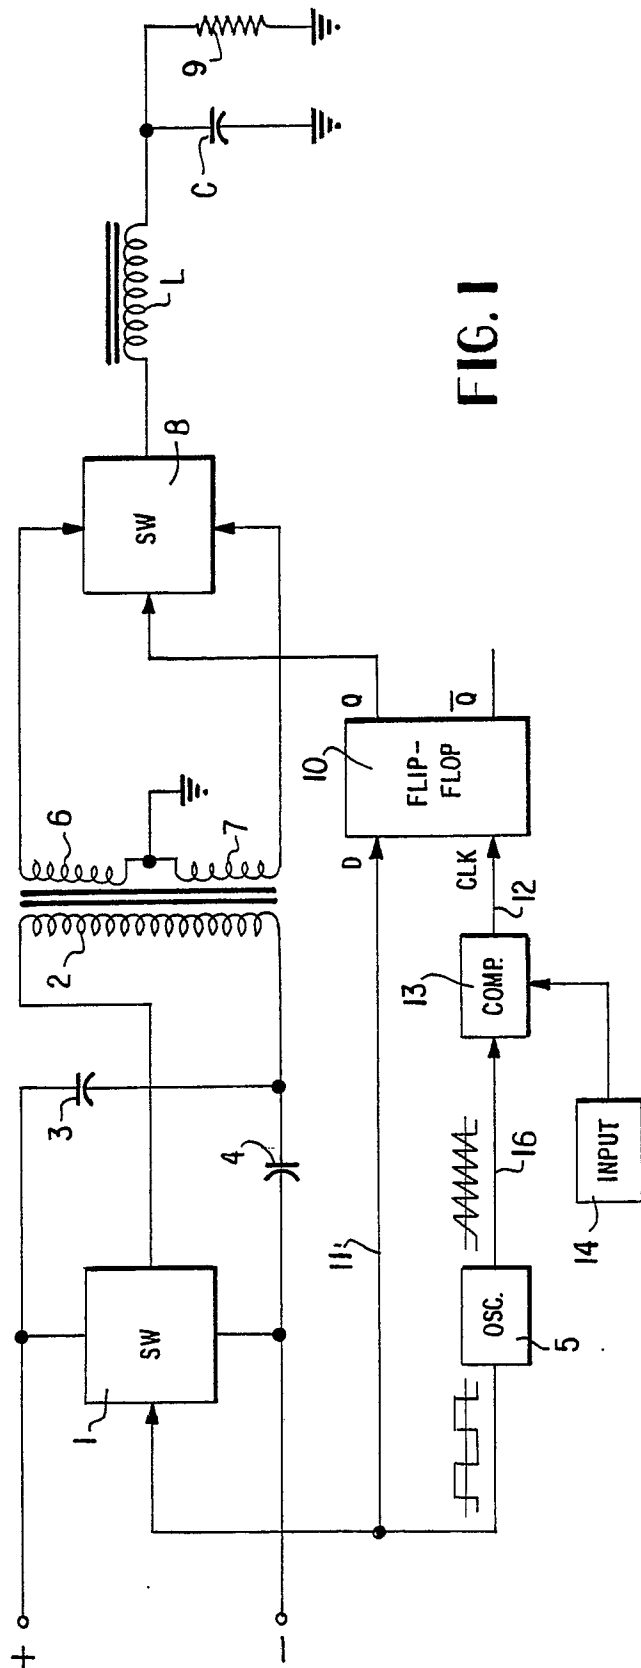 +
−
1
SW
3
4
2
6
7
SW
8
L
C
9
11
D
10
FLIP-
FLOP
Q
Q̅
CLK
12
13
COMP.
16
OSC.
5
INPUT
14
FIG. 1